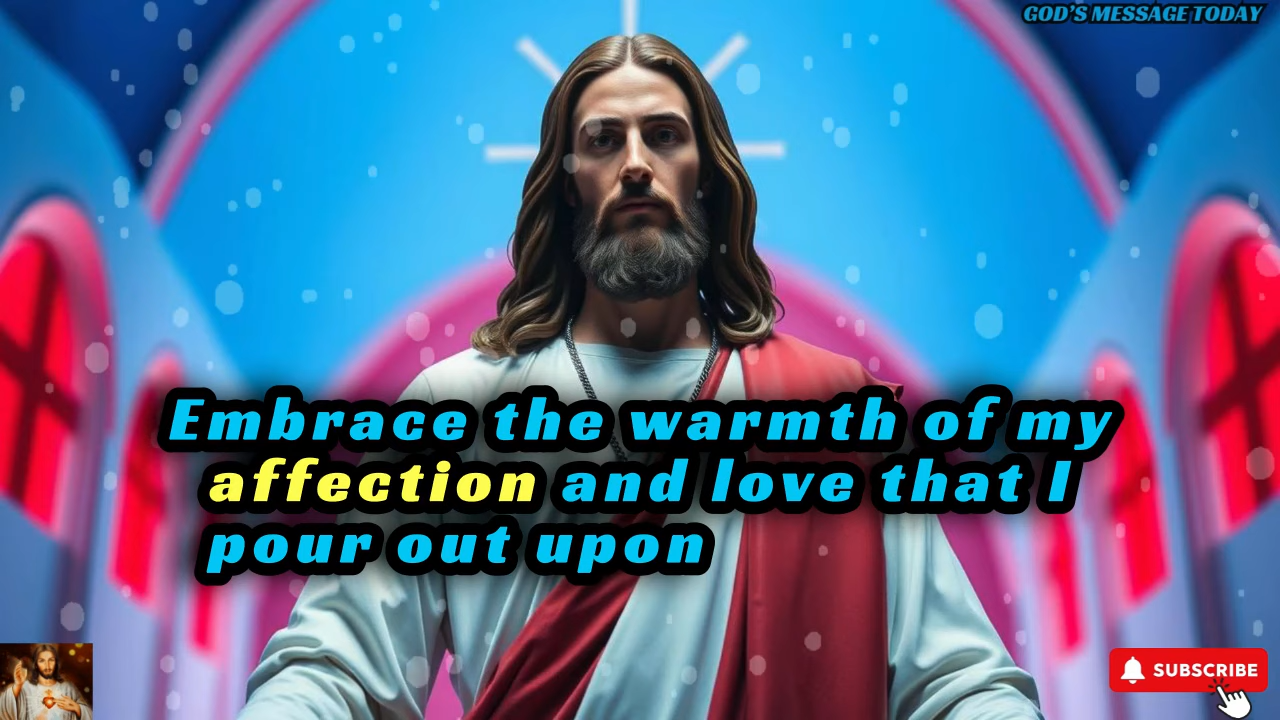 GOD'S MESSAGE TODAY
Embrace the warmth of my
affection and love that I
pour out upon
SUBSCRIBE